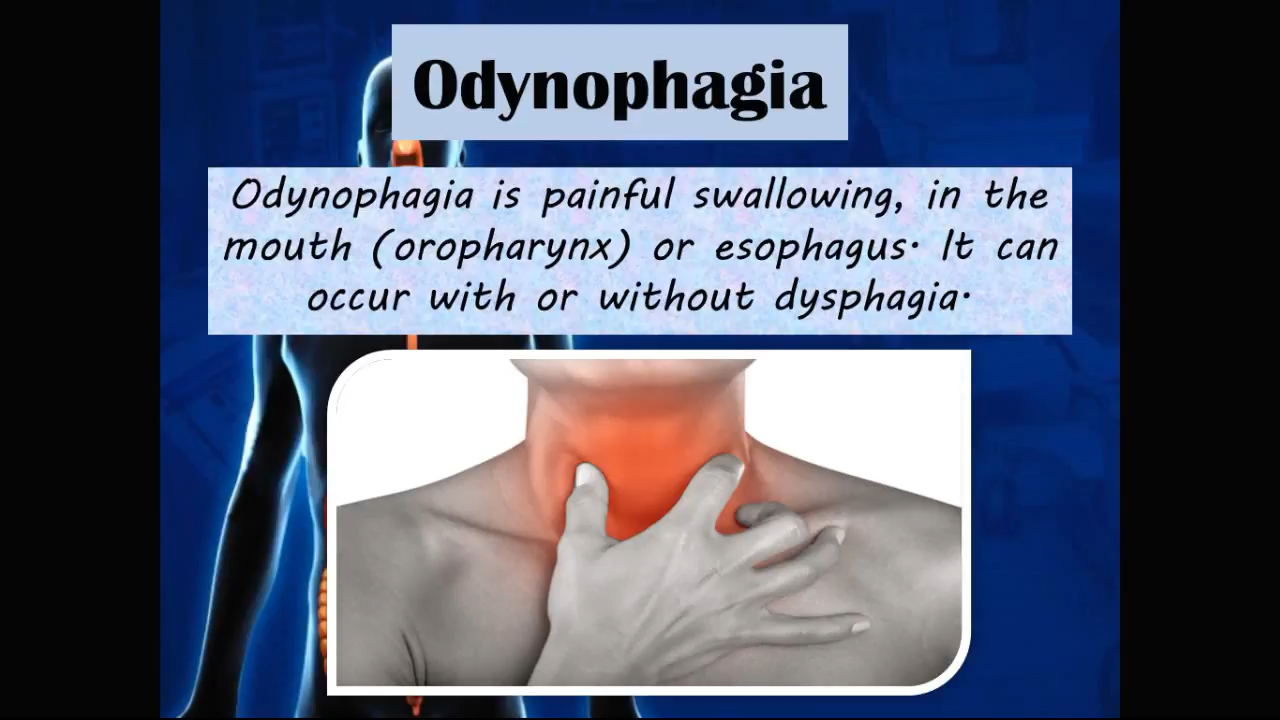 Odynophagia
Odynophagia is painful swallowing, in the
mouth (oropharynx) or esophagus. It can
occur with or without dysphagia.